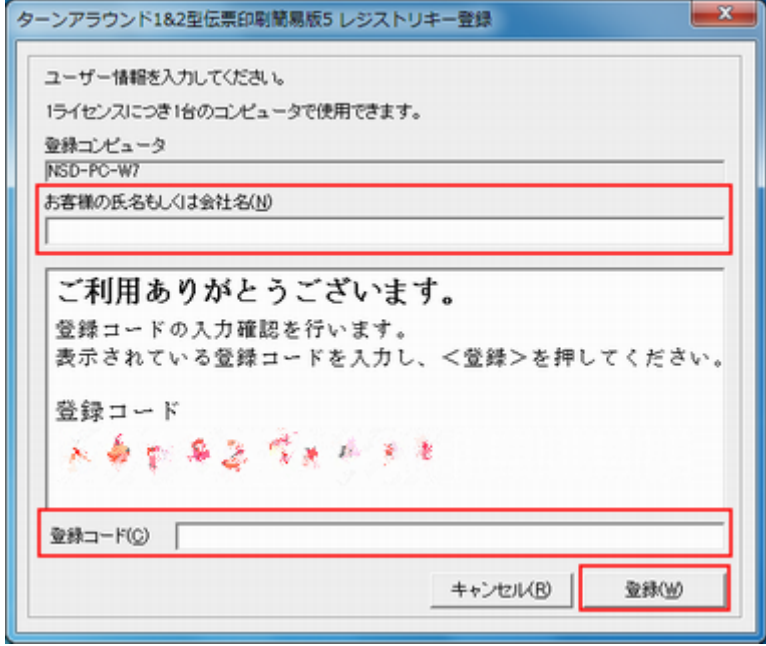 ターンアラウンド1&2型伝票印刷簡易版5 レジストリキー登録
ユーザー情報を入力してください。
1ライセンスにつき1台のコンピュータで使用できます。
登録コンピュータ
NSD-PC-W7
お客様の氏名もしくは会社名(N)
ご利用ありがとうございます。
登録コードの入力確認を行います。
表示されている登録コードを入力し、<登録>を押してください。
登録コード
登録コード(C)
キャンセル(R)
登録(W)